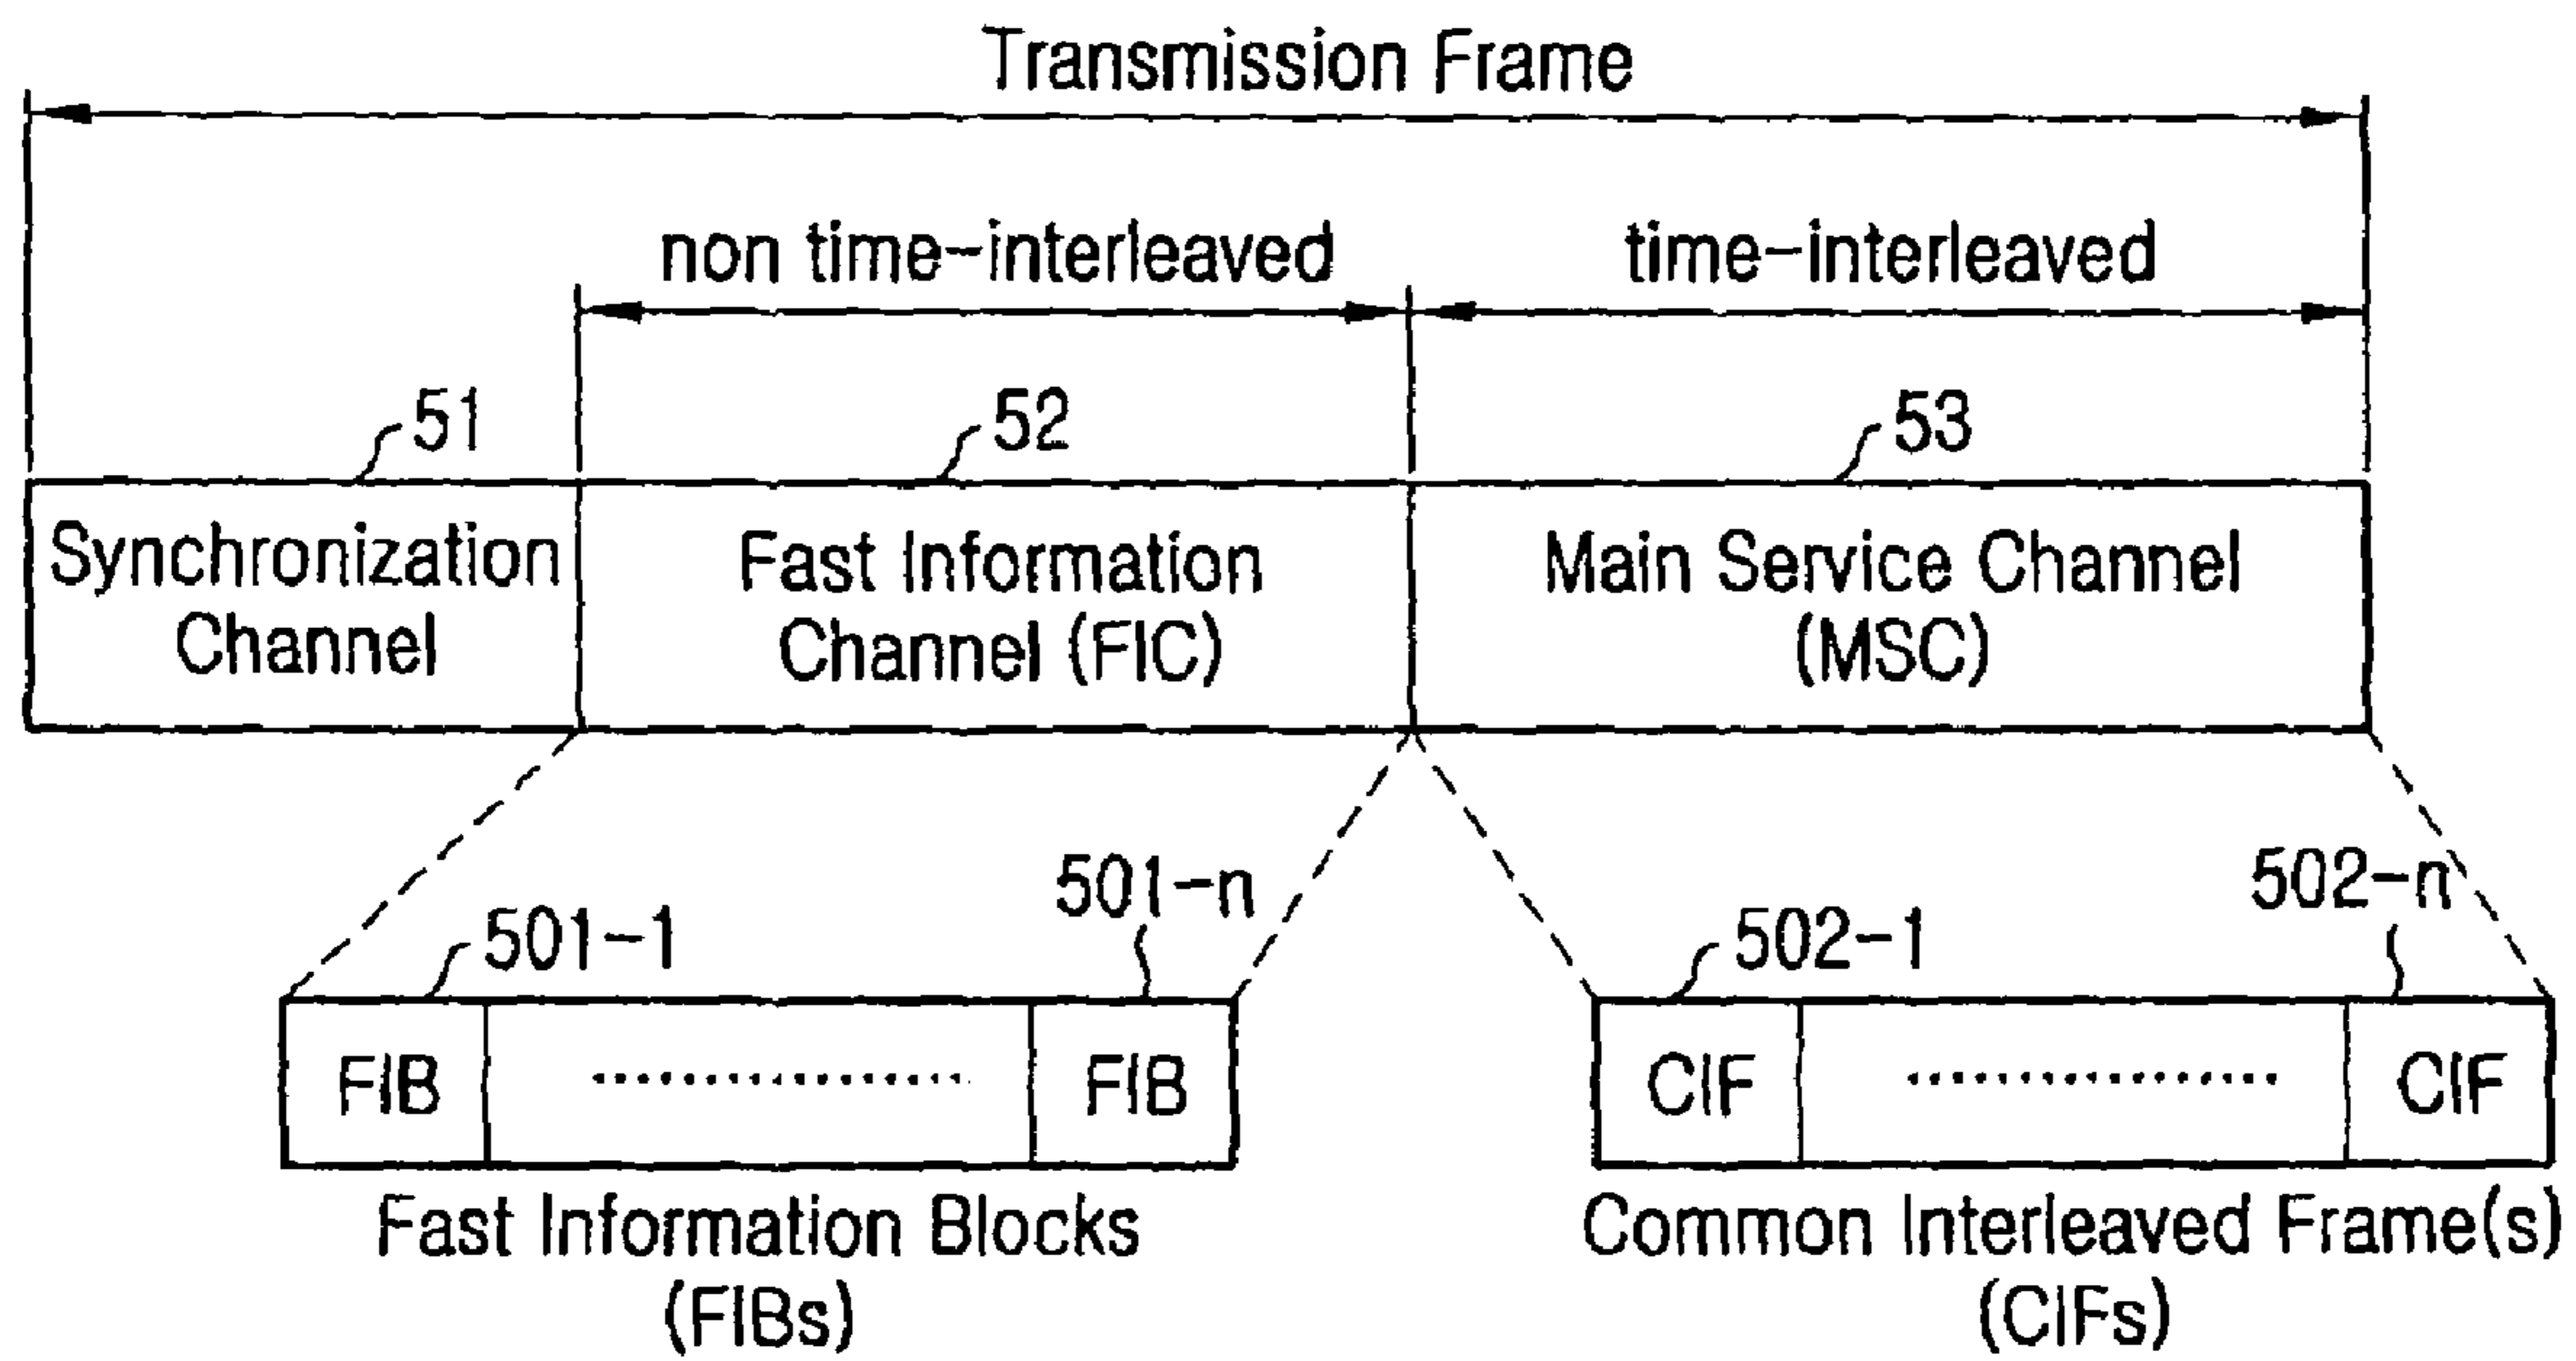 Transmission Frame
non time-interleaved
time-interleaved
51
52
53
Synchronization
Channel
Fast Information
Channel (FIC)
Main Service Channel
(MSC)
501-1
501-n
502-1
502-n
FIB
FIB
CIF
CIF
Fast Information Blocks
(FIBs)
Common Interleaved Frame(s)
(CIFs)